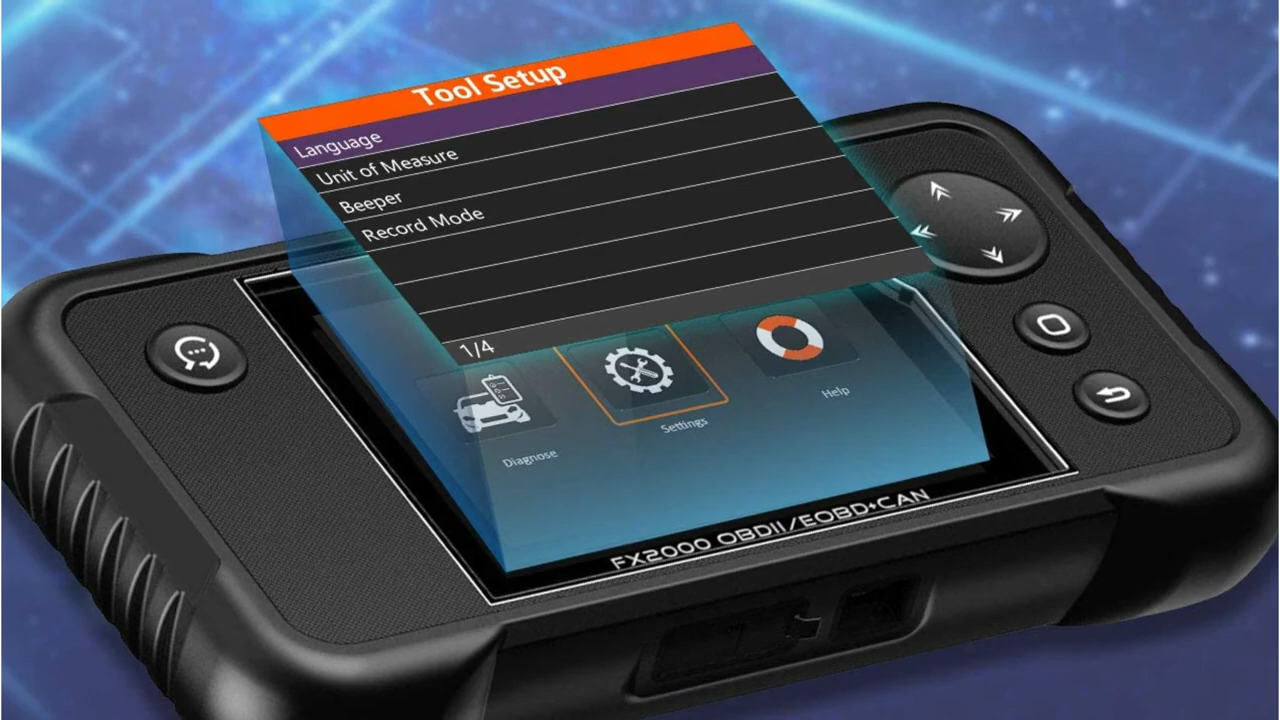 Tool Setup
Language
Unit of Measure
Beeper
Record Mode
1/4
Diagnose
Settings
Help
FX2000 OBDII/EOBD+CAN